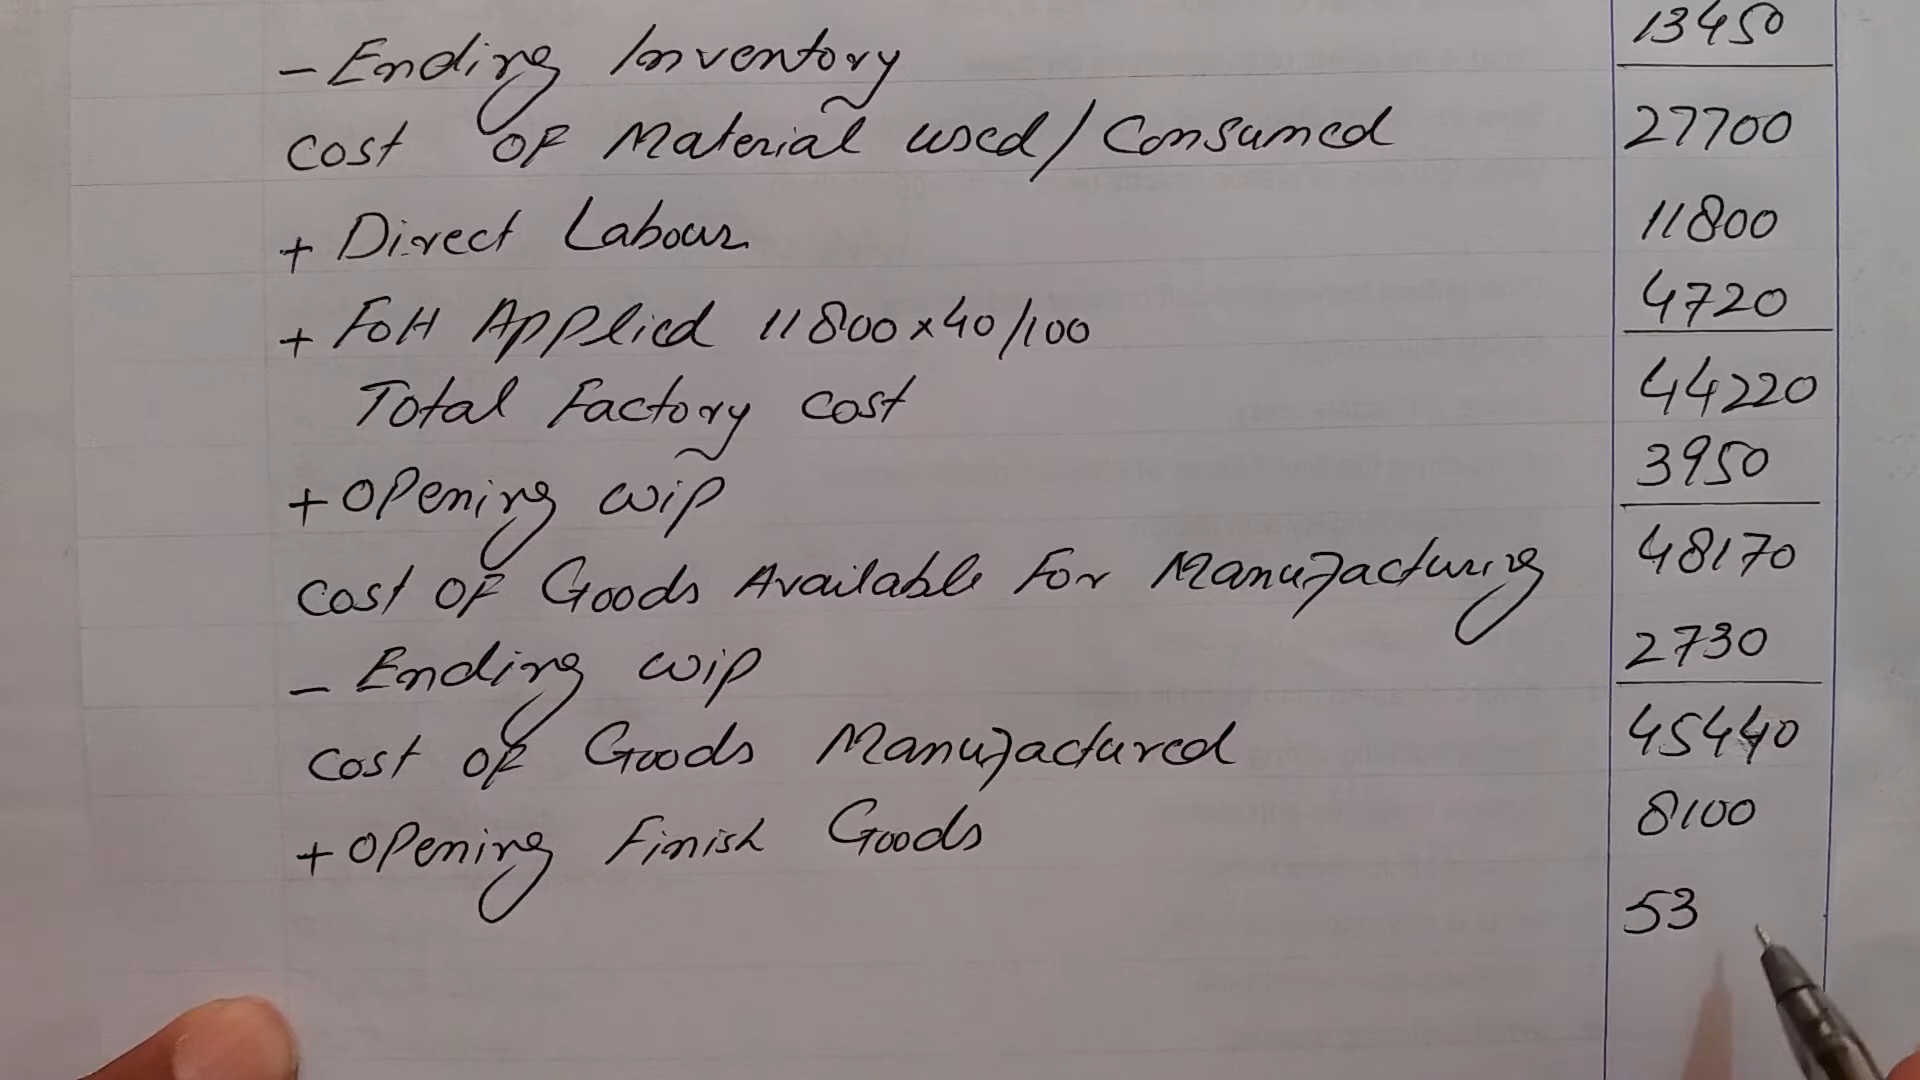 13450
- Ending Inventory
Cost OF Material used/Consumed 27700
+ Direct Labour 11800
+ FOH Applied 11800x40/100 4720
Total Factory Cost 44220
+ Opening wip 3950
Cost OF Goods Available For Manufacturing 48170
- Ending wip 2730
Cost OF Goods Manufactured 45440
+ Opening Finish Goods 8100
53